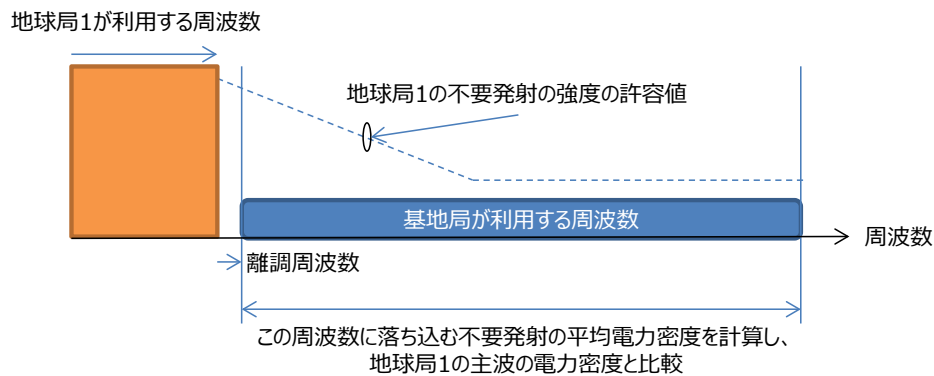 地球局1が利用する周波数
地球局1の不要発射の強度の許容値
基地局が利用する周波数
周波数
離調周波数
この周波数に落ち込む不要発射の平均電力密度を計算し、
地球局1の主波の電力密度と比較